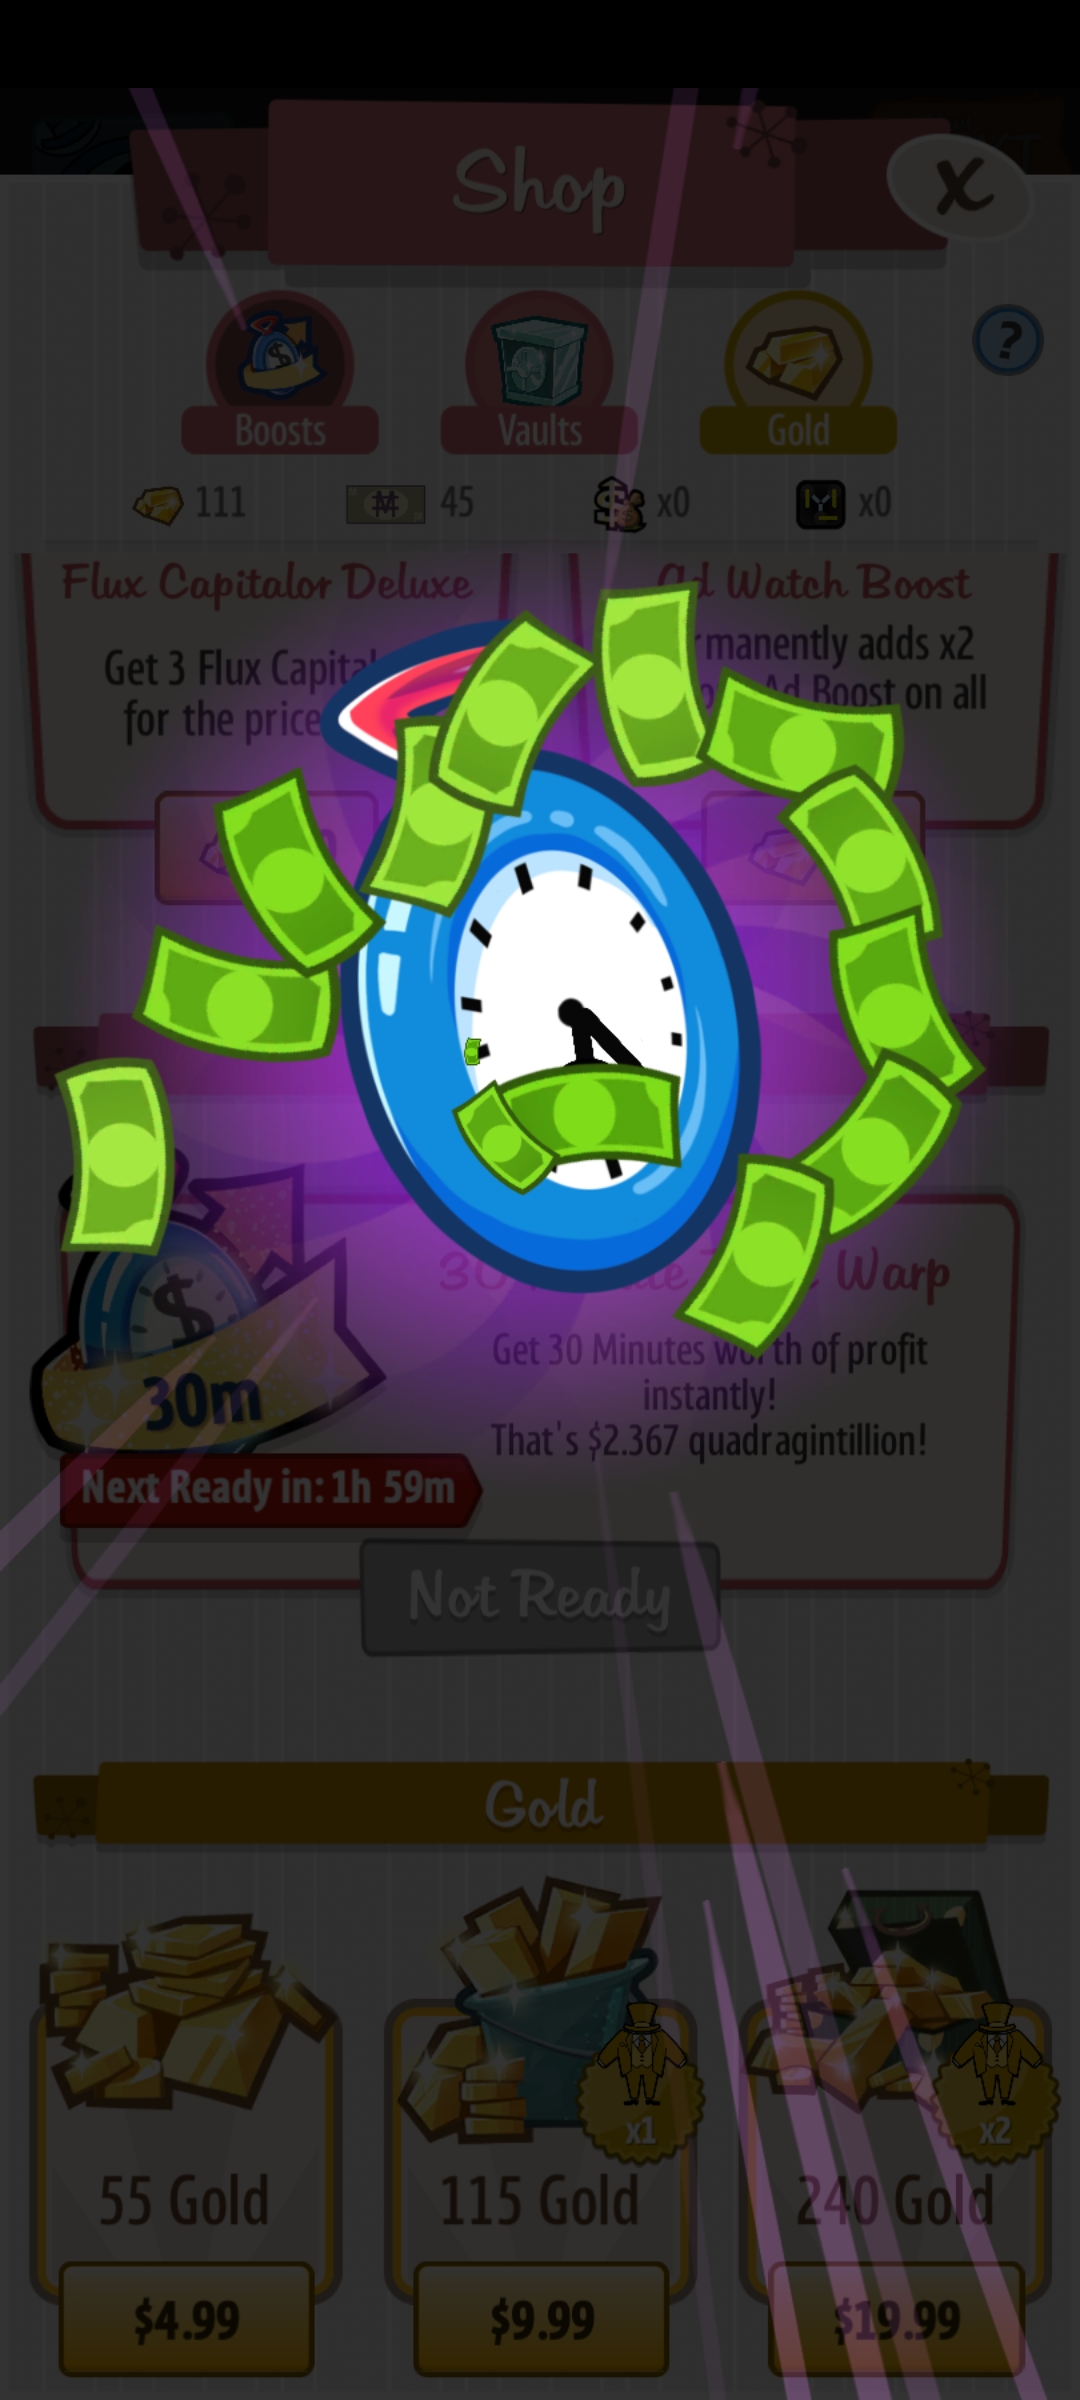 Shop
X
?
Boosts
Vaults
Gold
111
45
x0
x0
Flux Capitalor Deluxe
Ad Watch Boost
Get 3 Flux
for the price
adds x2
Ad Boost on all
$
30m
Warp
Get 30 Minutes worth of profit
instantly!
That's $2.367 quadragintillion!
Next Ready in: 1h 59m
Not Ready
Gold
x1
x2
55 Gold
115 Gold
240 Gold
$4.99
$9.99
$19.99